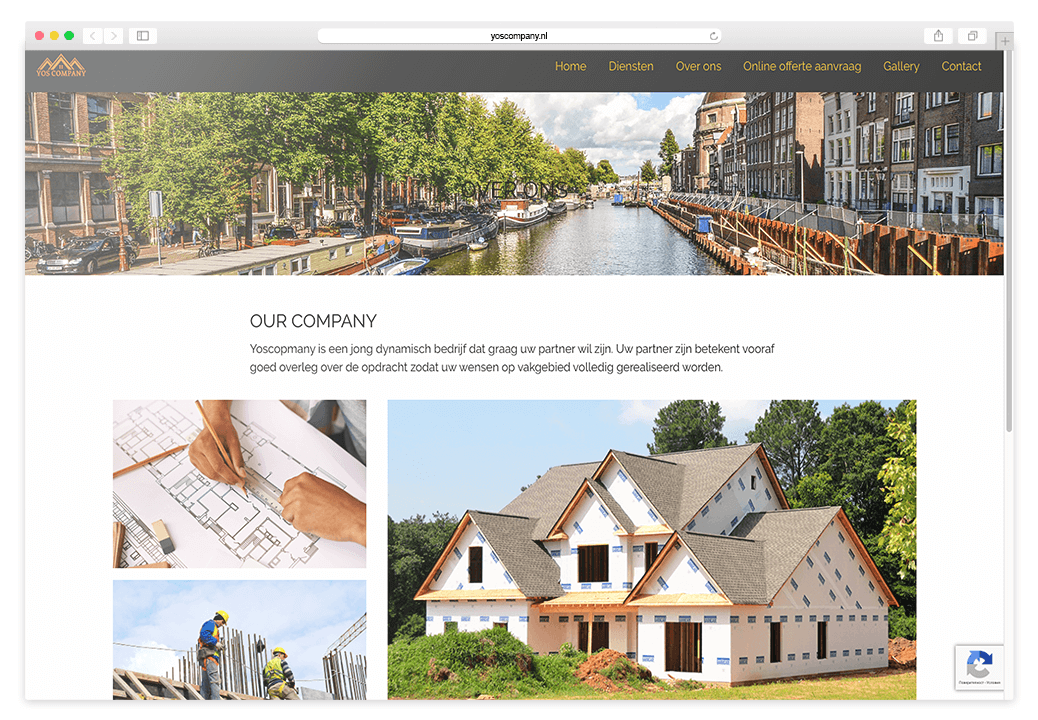 yoscompany.nl
YOS COMPANY
Home Diensten Over ons Online offerte aanvraag Gallery Contact
OVER ONS
OUR COMPANY
Yoscopmany is een jong dynamisch bedrijf dat graag uw partner wil zijn. Uw partner zijn betekent vooraf
goed overleg over de opdracht zodat uw wensen op vakgebied volledig gerealiseerd worden.